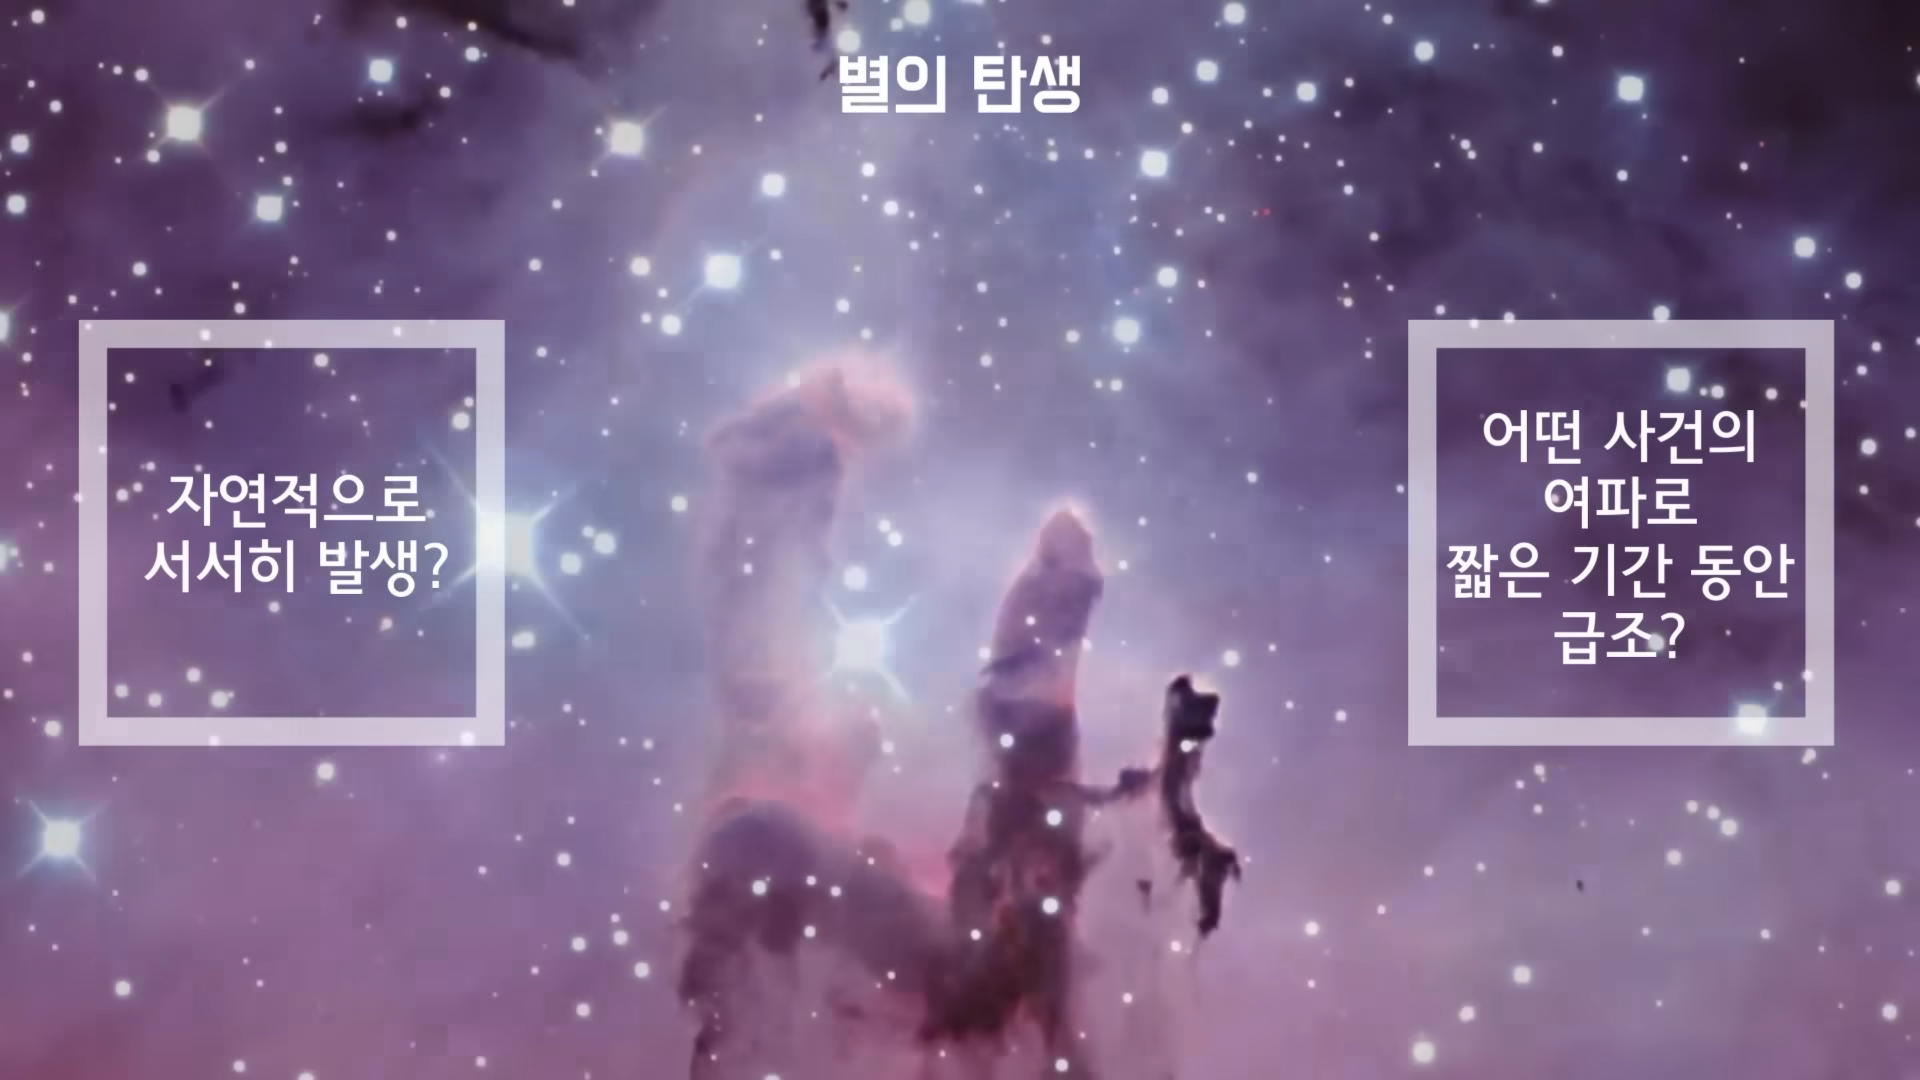 별의 탄생
자연적으로
서서히 발생?
어떤 사건의
여파로
짧은 기간 동안
급조?